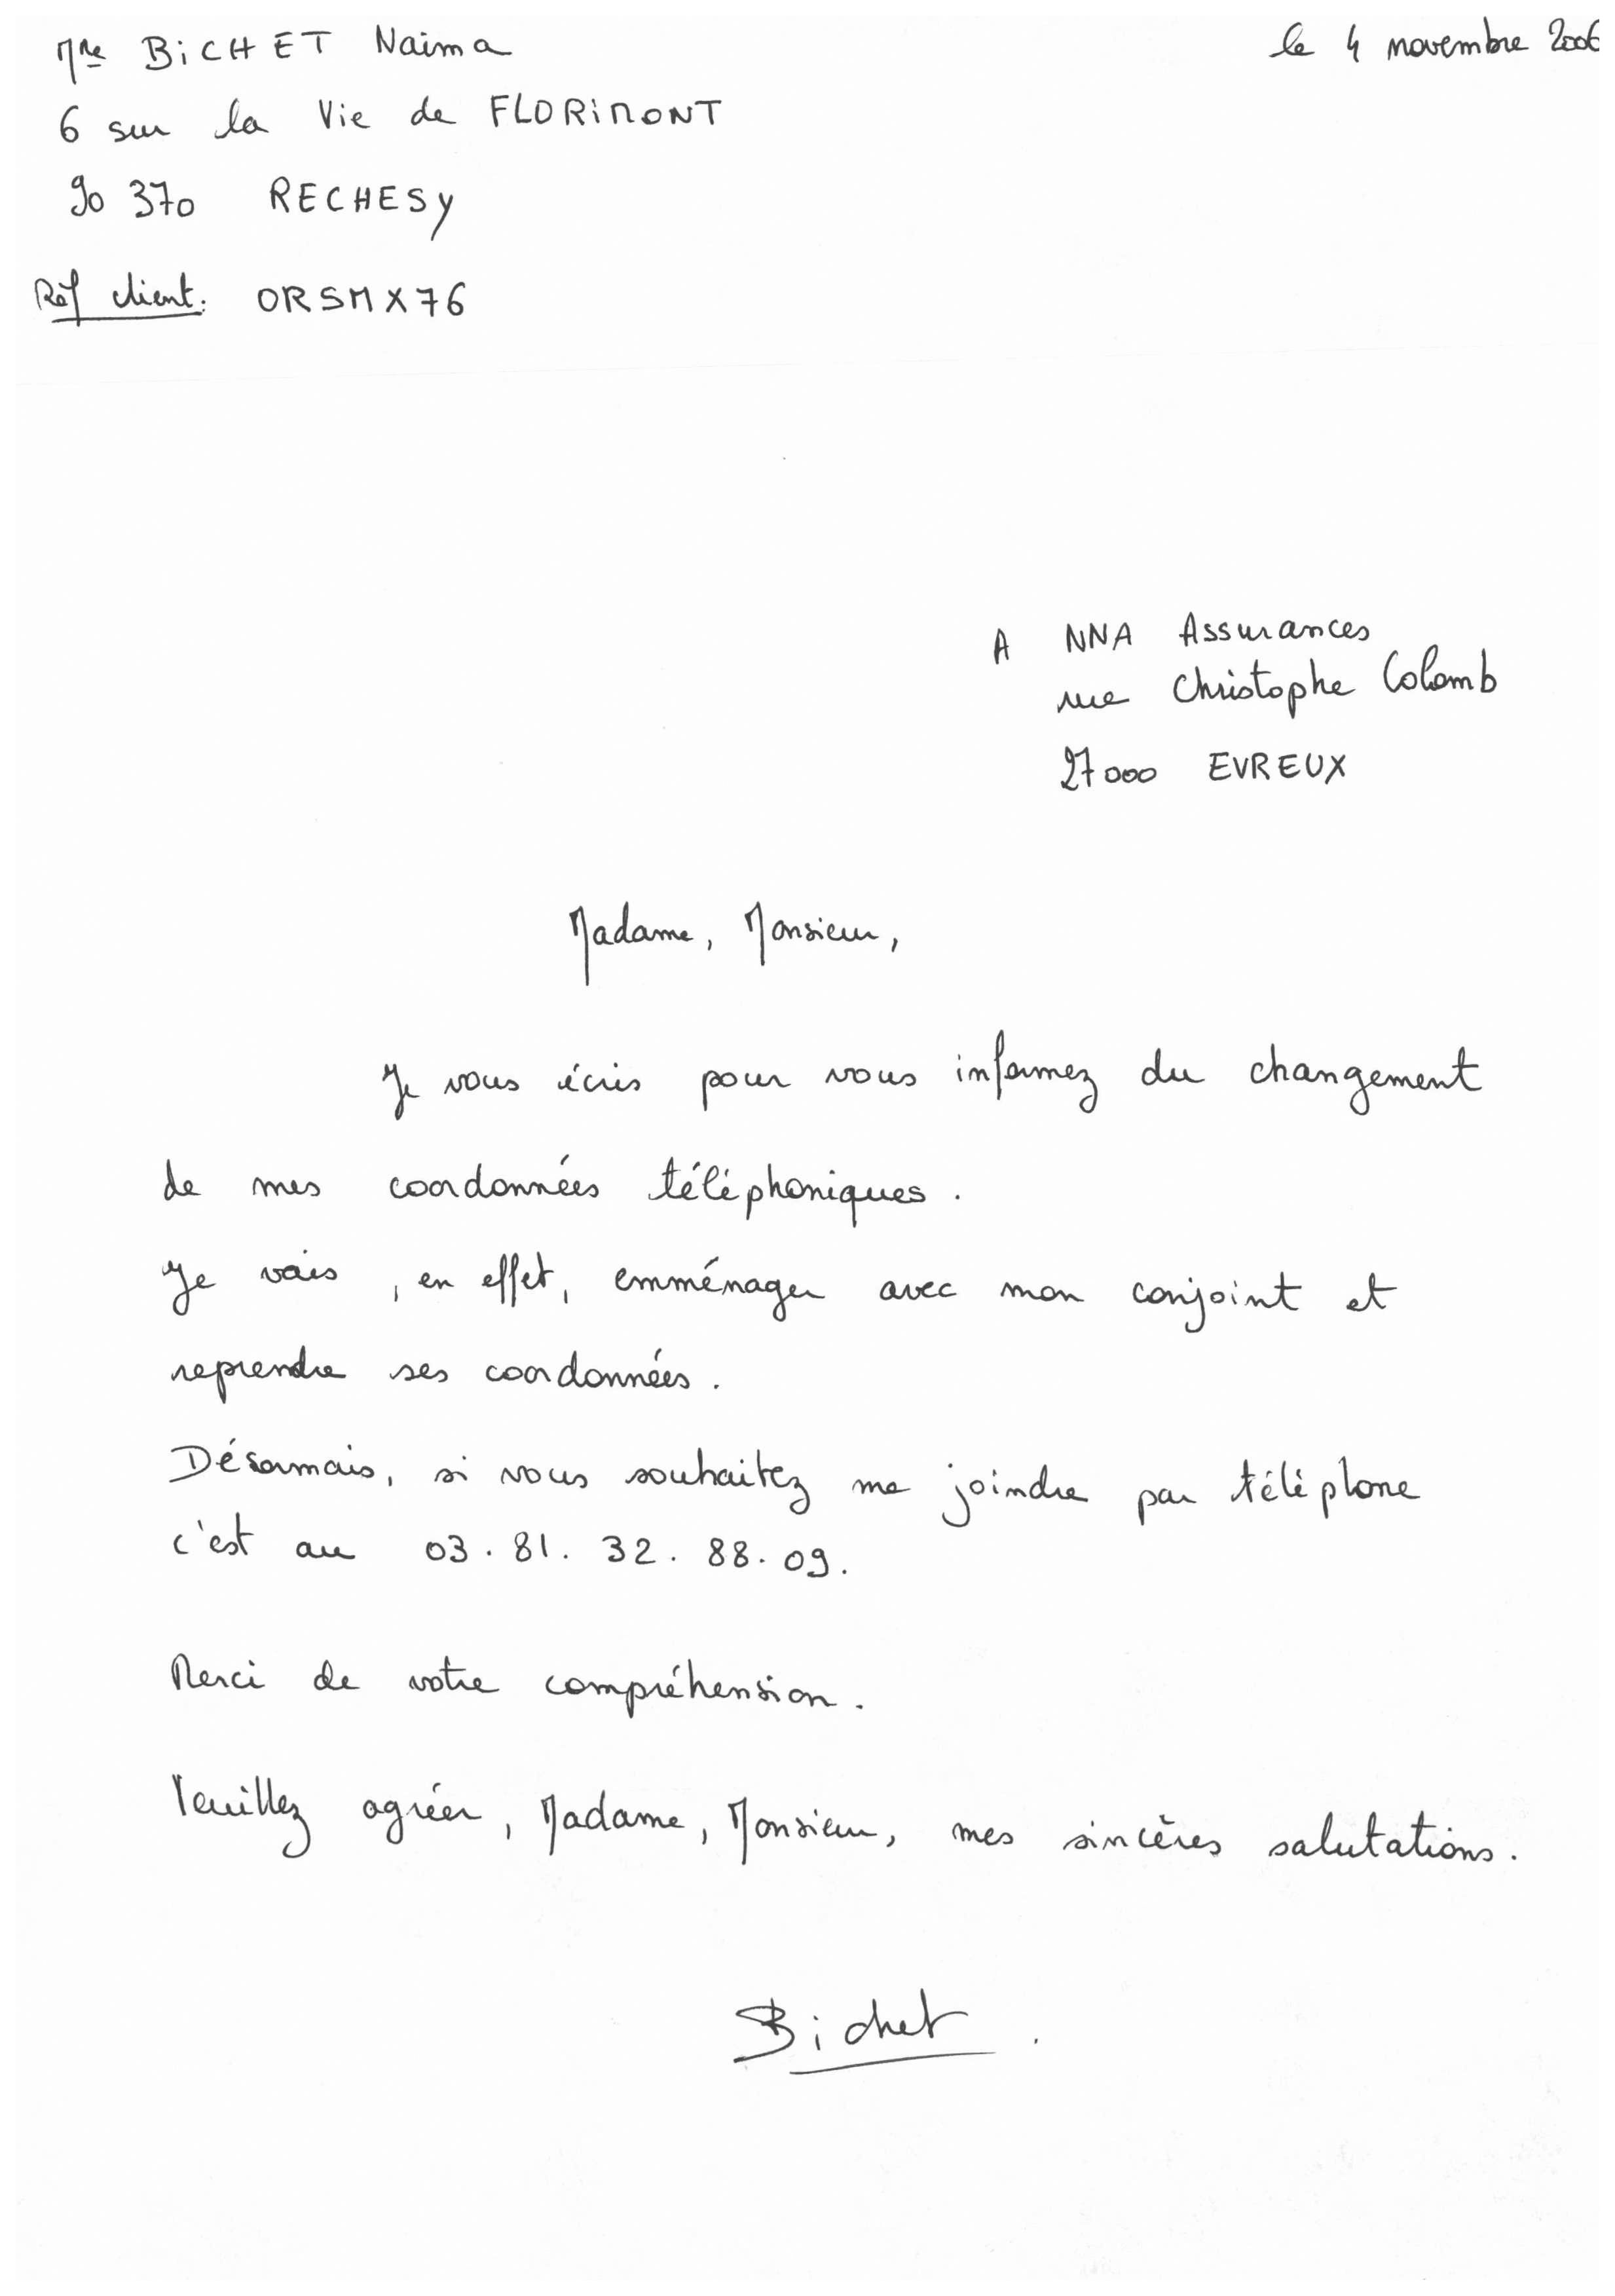 Mme BiCHET Naima
le 4 novembre 2006
6 sur la Vie de FLORiMONT
90 370 RECHESY
Réf client: ORSMX76
A NNA Assurances
rue Christophe Colomb
27000 EVREUX
Madame, Monsieur,
Je vous écris pour vous informez du changement
de mes coordonnées téléphoniques.
Je vais, en effet, emménager avec mon conjoint et
reprendre ses coordonnées.
Désormais, si vous souhaitez me joindre par téléphone
c'est au 03.81.32.88.09.
Merci de votre compréhension.
Veuillez agréer, Madame, Monsieur, mes sincères salutations.
Bichet